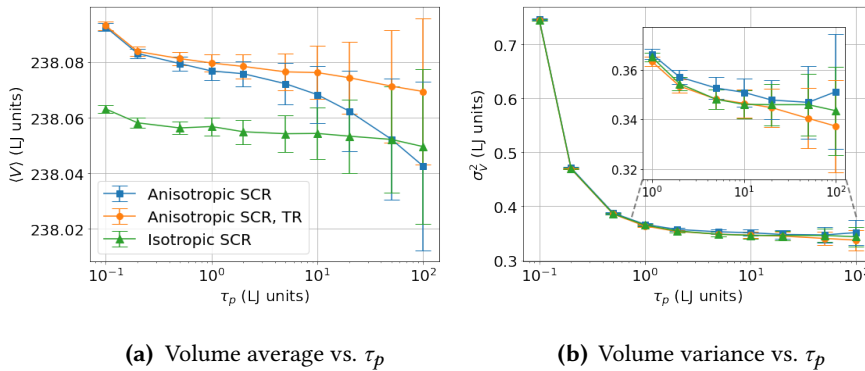 238.08
238.06
238.04
238.02
⟨V⟩ (LJ units)
Anisotropic SCR
Anisotropic SCR, TR
Isotropic SCR
10⁻¹ 10⁰ 10¹ 10²
τₚ (LJ units)
0.7
0.6
0.5
0.4
0.3
σ²_V (LJ units)
0.36
0.34
0.32
10⁰ 10¹ 10²
10⁻¹ 10⁰ 10¹ 10²
τₚ (LJ units)
(a) Volume average vs. τₚ
(b) Volume variance vs. τₚ